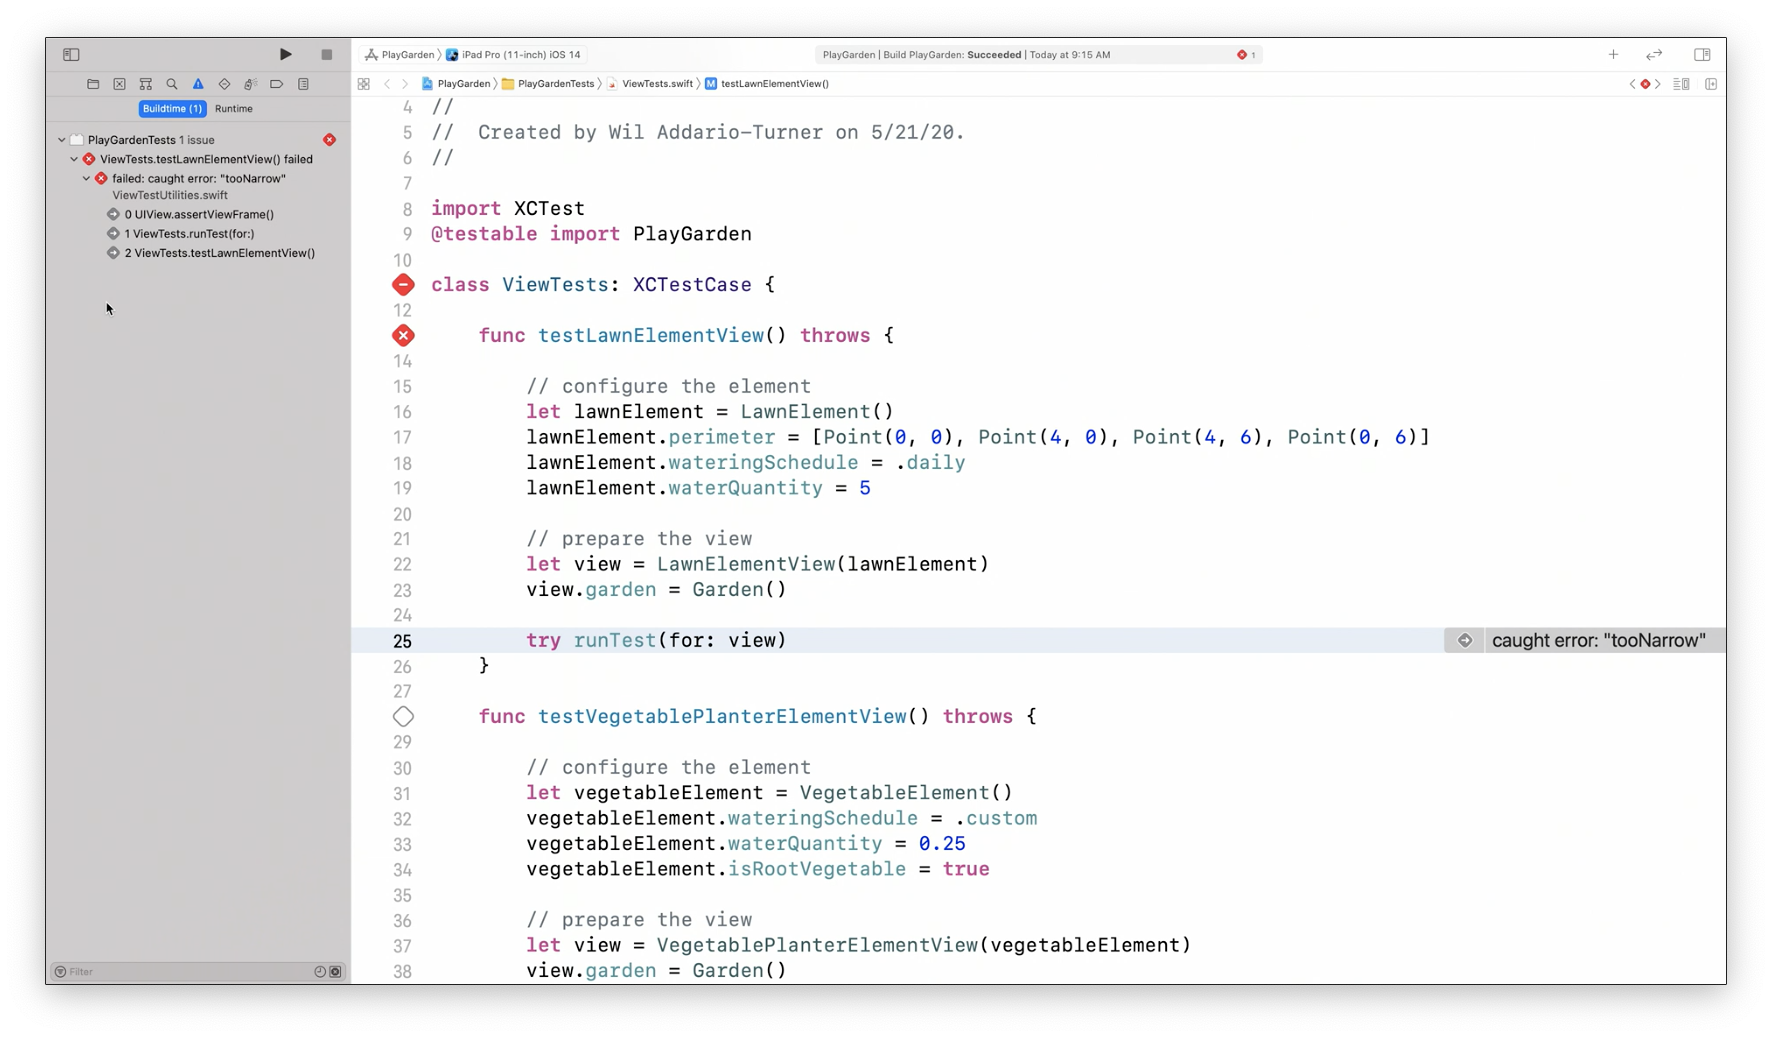 PlayGarden 〉 iPad Pro (11-inch) iOS 14
PlayGarden | Build PlayGarden: Succeeded | Today at 9:15 AM
1
Buildtime (1) Runtime
PlayGardenTests 1 issue
ViewTests.testLawnElementView() failed
failed: caught error: "tooNarrow"
ViewTestUtilities.swift
0 UIView.assertViewFrame()
1 ViewTests.runTest(for:)
2 ViewTests.testLawnElementView()
Filter
PlayGarden 〉 PlayGardenTests 〉 ViewTests.swift 〉 M testLawnElementView()
4 //
5 //  Created by Wil Addario-Turner on 5/21/20.
6 //
7
8 import XCTest
9 @testable import PlayGarden
10
class ViewTests: XCTestCase {
12
func testLawnElementView() throws {
14
15 // configure the element
16 let lawnElement = LawnElement()
17 lawnElement.perimeter = [Point(0, 0), Point(4, 0), Point(4, 6), Point(0, 6)]
18 lawnElement.wateringSchedule = .daily
19 lawnElement.waterQuantity = 5
20
21 // prepare the view
22 let view = LawnElementView(lawnElement)
23 view.garden = Garden()
24
25 try runTest(for: view) caught error: "tooNarrow"
26 }
27
func testVegetablePlanterElementView() throws {
29
30 // configure the element
31 let vegetableElement = VegetableElement()
32 vegetableElement.wateringSchedule = .custom
33 vegetableElement.waterQuantity = 0.25
34 vegetableElement.isRootVegetable = true
35
36 // prepare the view
37 let view = VegetablePlanterElementView(vegetableElement)
38 view.garden = Garden()